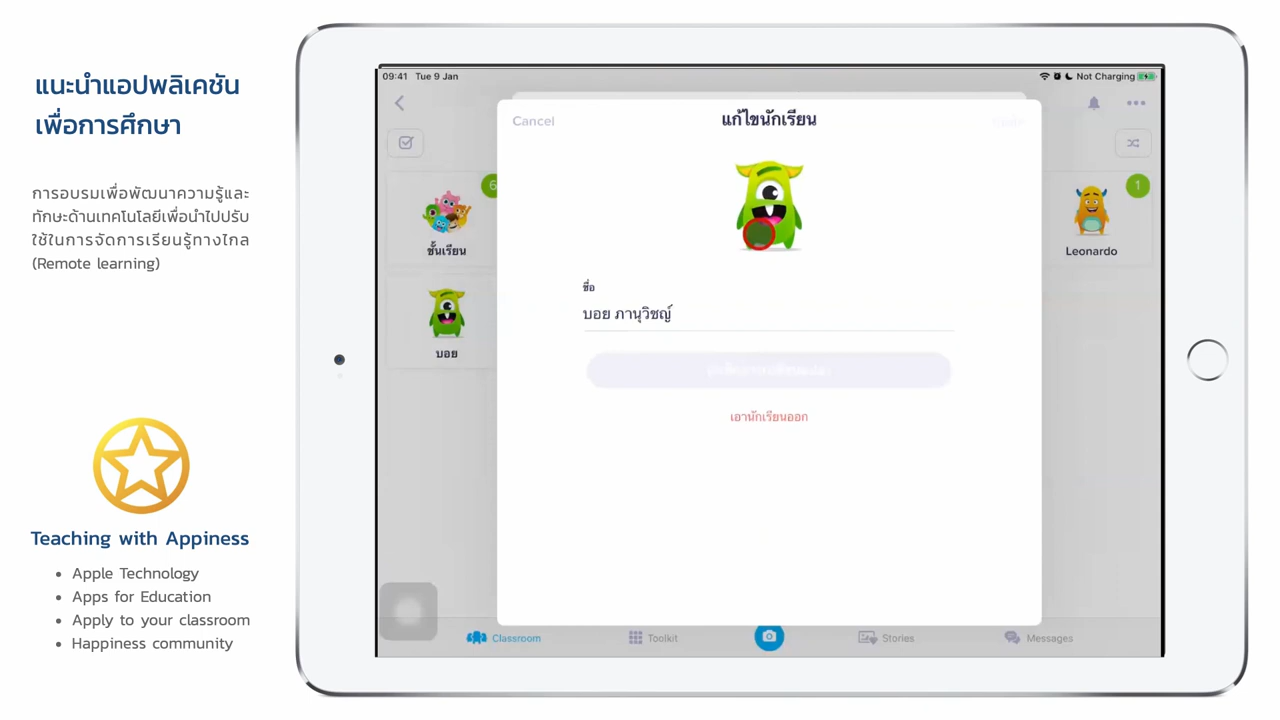 แนะนำแอปพลิเคชัน
เพื่อการศึกษา
การอบรมเพื่อพัฒนาความรู้และ
ทักษะด้านเทคโนโลยีเพื่อนำไปปรับ
ใช้ในการจัดการเรียนรู้ทางไกล
(Remote learning)
Teaching with Appiness
Apple Technology
Apps for Education
Apply to your classroom
Happiness community
09:41 Tue 9 Jan
Not Charging
Cancel
แก้ไขนักเรียน
6
1
ชั้นเรียน
Leonardo
ชื่อ
บอย ภานุวิชญ์
บอย
เอานักเรียนออก
Classroom
Toolkit
Stories
Messages